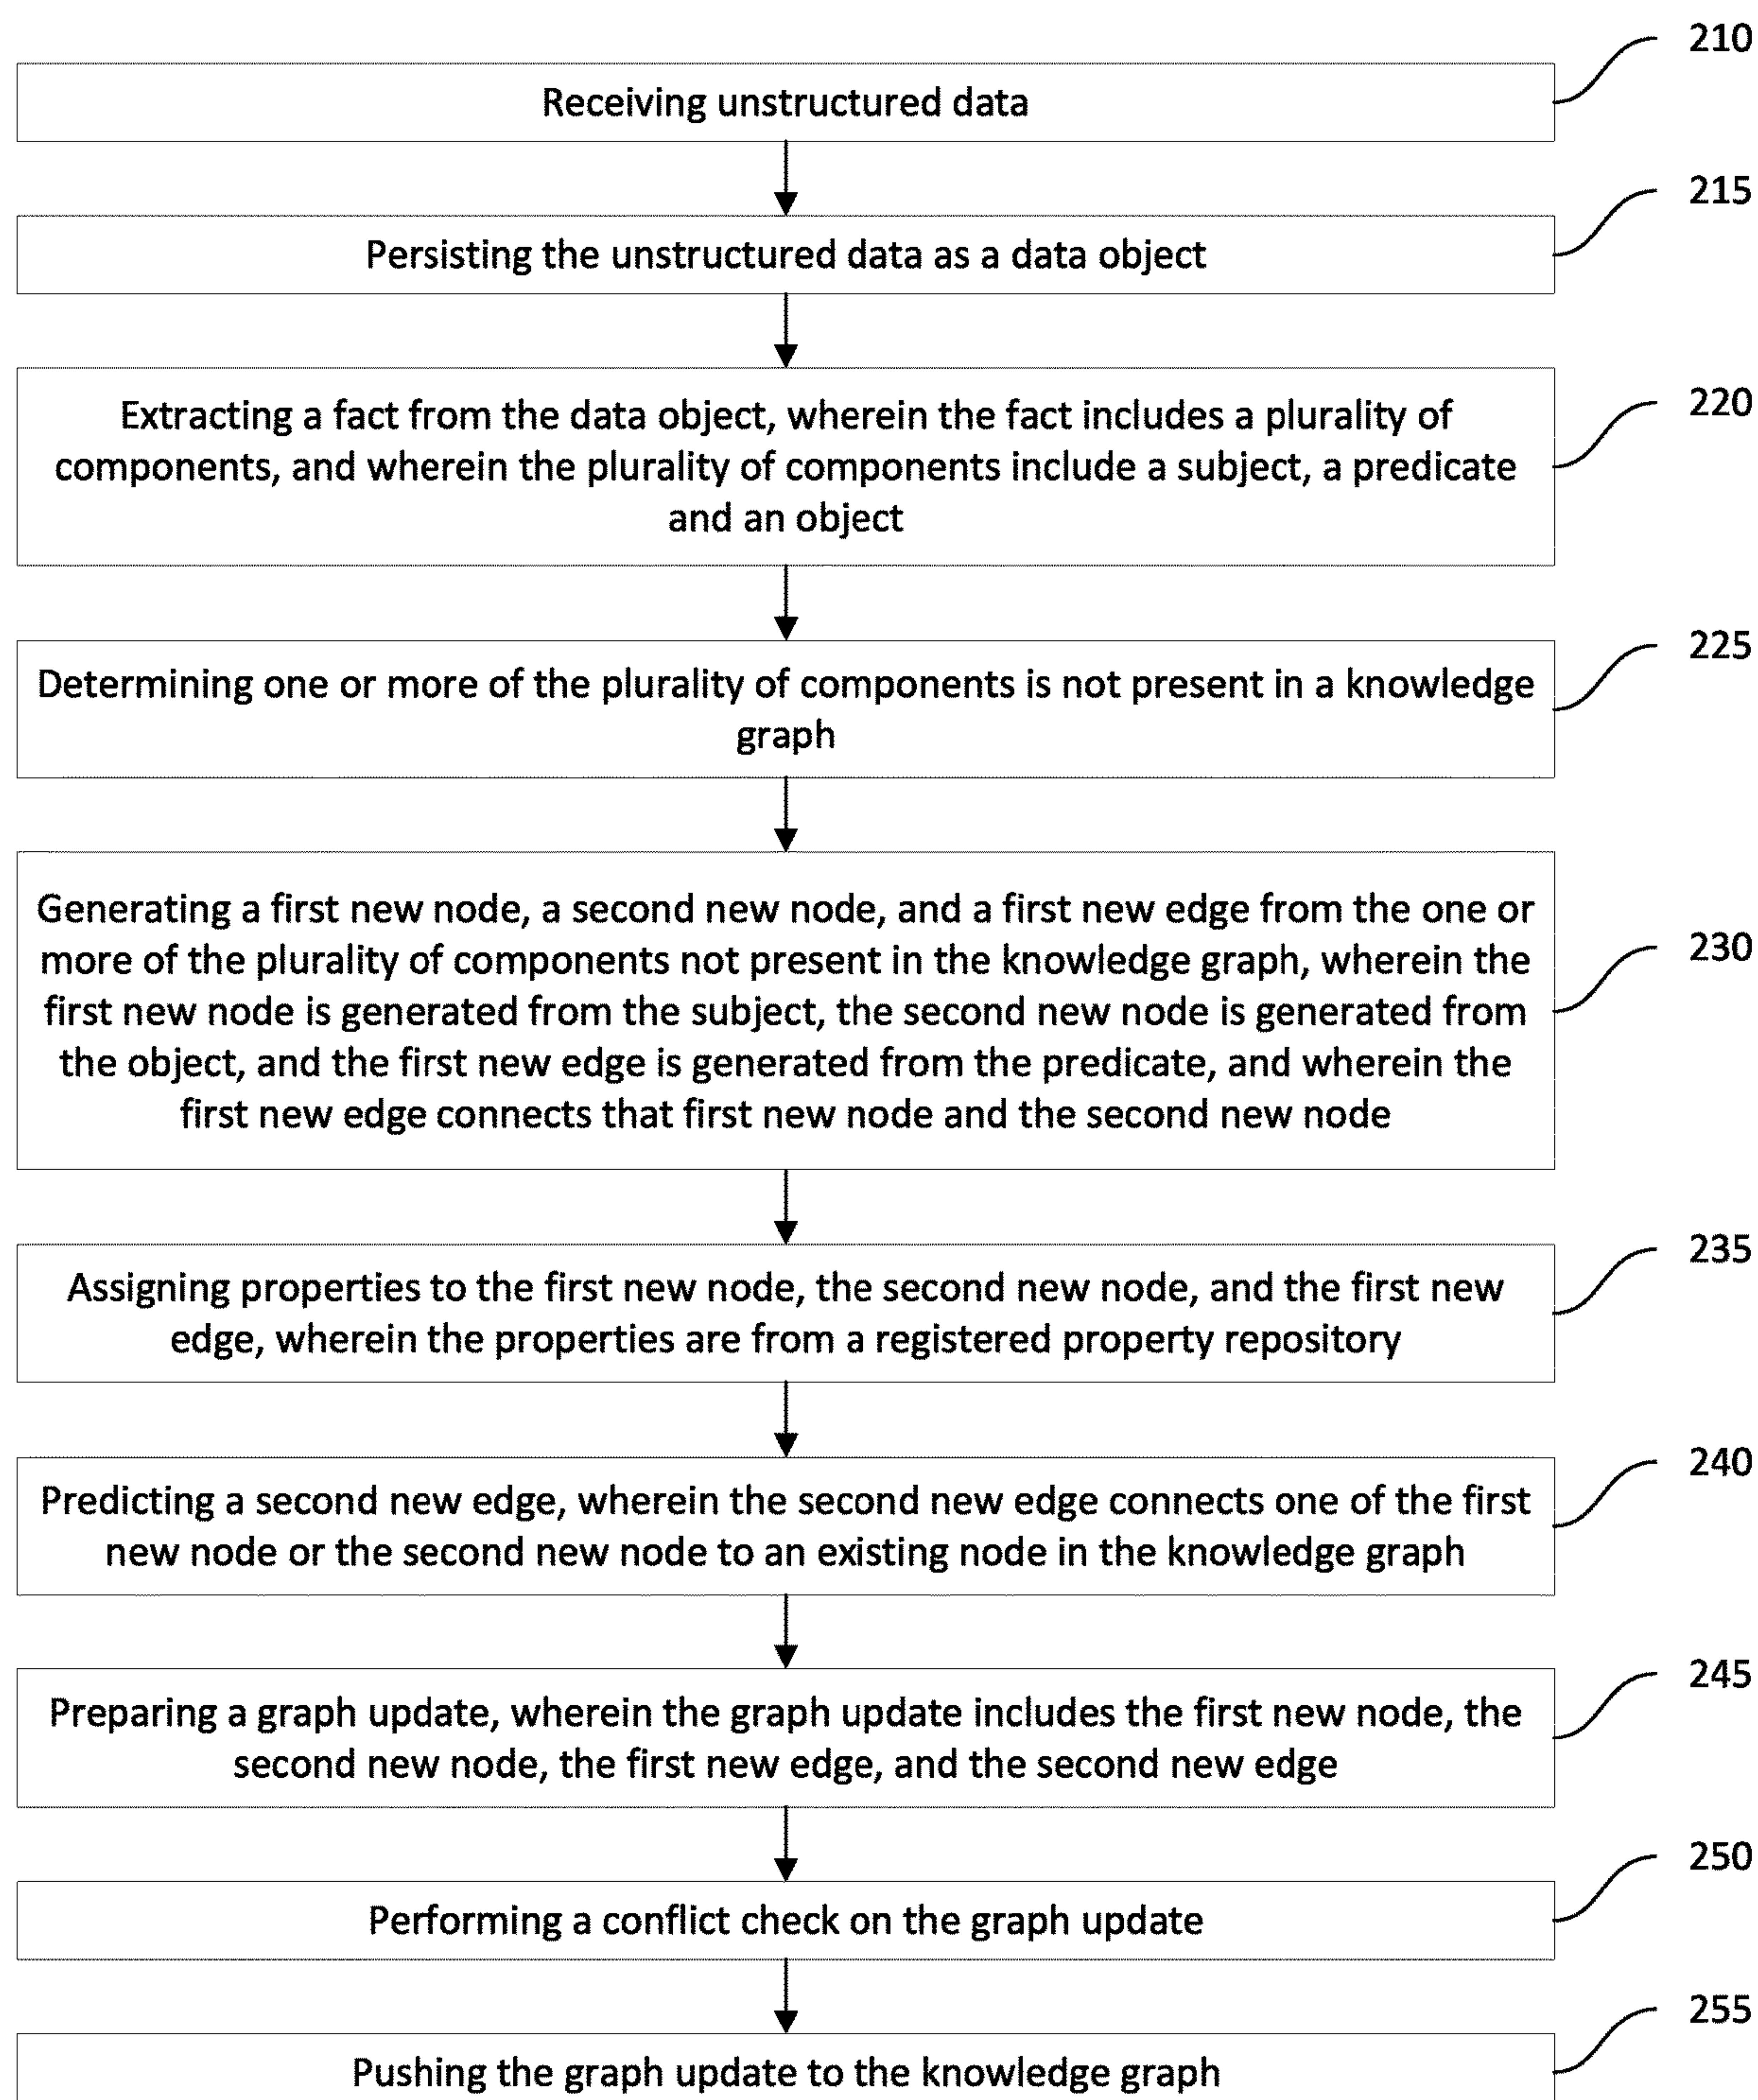 210
Receiving unstructured data
215
Persisting the unstructured data as a data object
220
Extracting a fact from the data object, wherein the fact includes a plurality of
components, and wherein the plurality of components include a subject, a predicate
and an object
225
Determining one or more of the plurality of components is not present in a knowledge
graph
230
Generating a first new node, a second new node, and a first new edge from the one or
more of the plurality of components not present in the knowledge graph, wherein the
first new node is generated from the subject, the second new node is generated from
the object, and the first new edge is generated from the predicate, and wherein the
first new edge connects that first new node and the second new node
235
Assigning properties to the first new node, the second new node, and the first new
edge, wherein the properties are from a registered property repository
240
Predicting a second new edge, wherein the second new edge connects one of the first
new node or the second new node to an existing node in the knowledge graph
245
Preparing a graph update, wherein the graph update includes the first new node, the
second new node, the first new edge, and the second new edge
250
Performing a conflict check on the graph update
255
Pushing the graph update to the knowledge graph